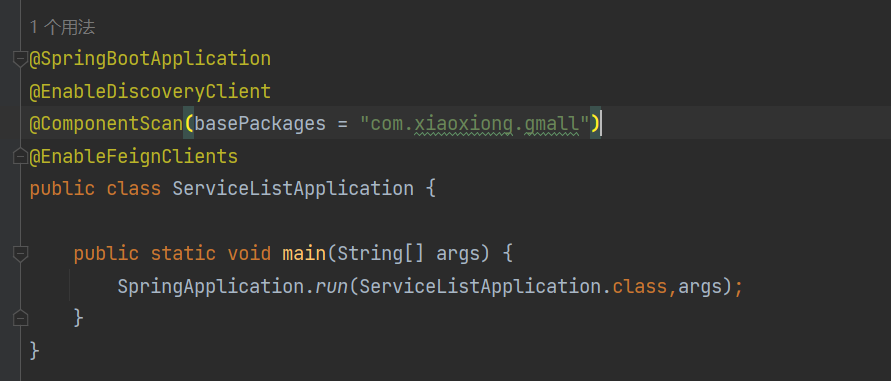 1 个用法
@SpringBootApplication
@EnableDiscoveryClient
@ComponentScan(basePackages = "com.xiaoxiong.gmall")
@EnableFeignClients
public class ServiceListApplication {
public static void main(String[] args) {
SpringApplication.run(ServiceListApplication.class,args);
}
}